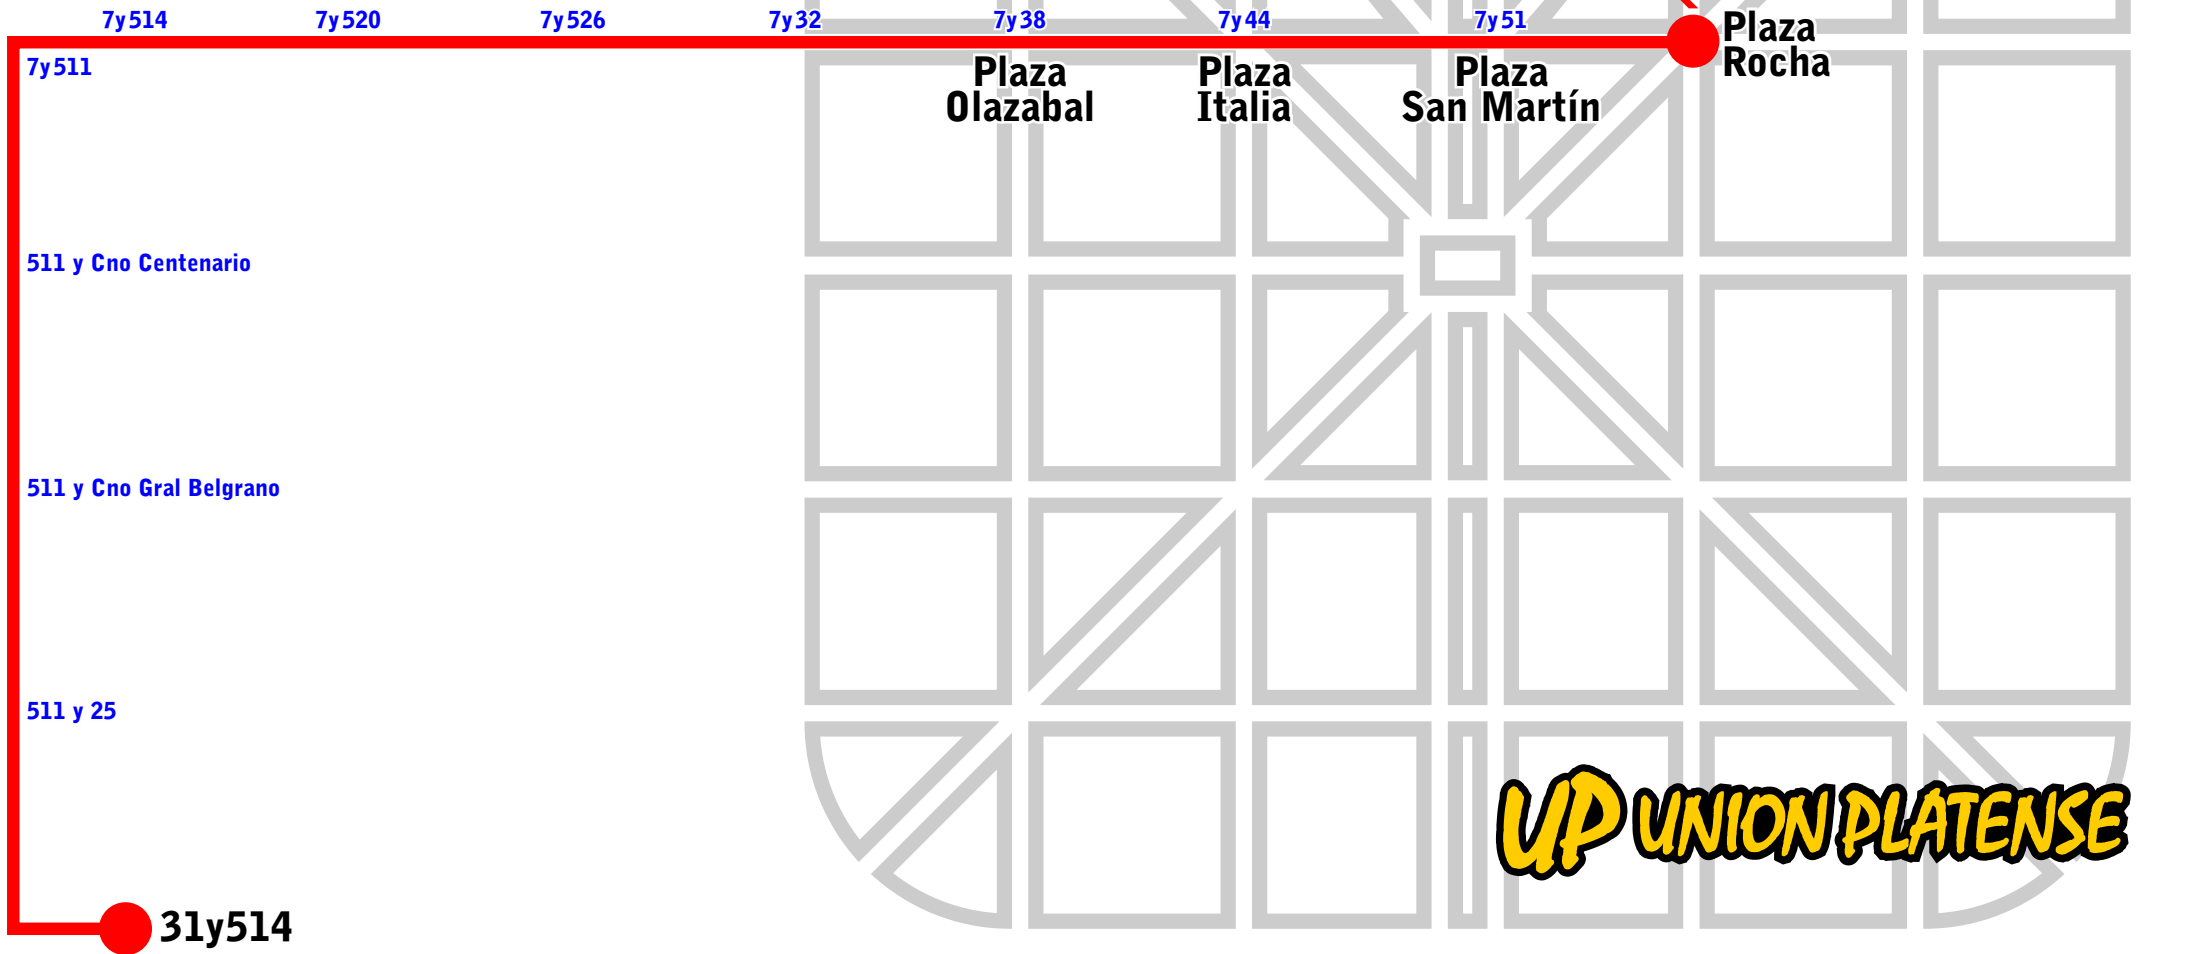 7y514
7y520
7y526
7y32
7y38
7y44
7y51
Plaza
Rocha
7y511
Plaza
Olazabal
Plaza
Italia
Plaza
San Martín
511 y Cno Centenario
511 y Cno Gral Belgrano
511 y 25
UP UNION PLATENSE
31y514